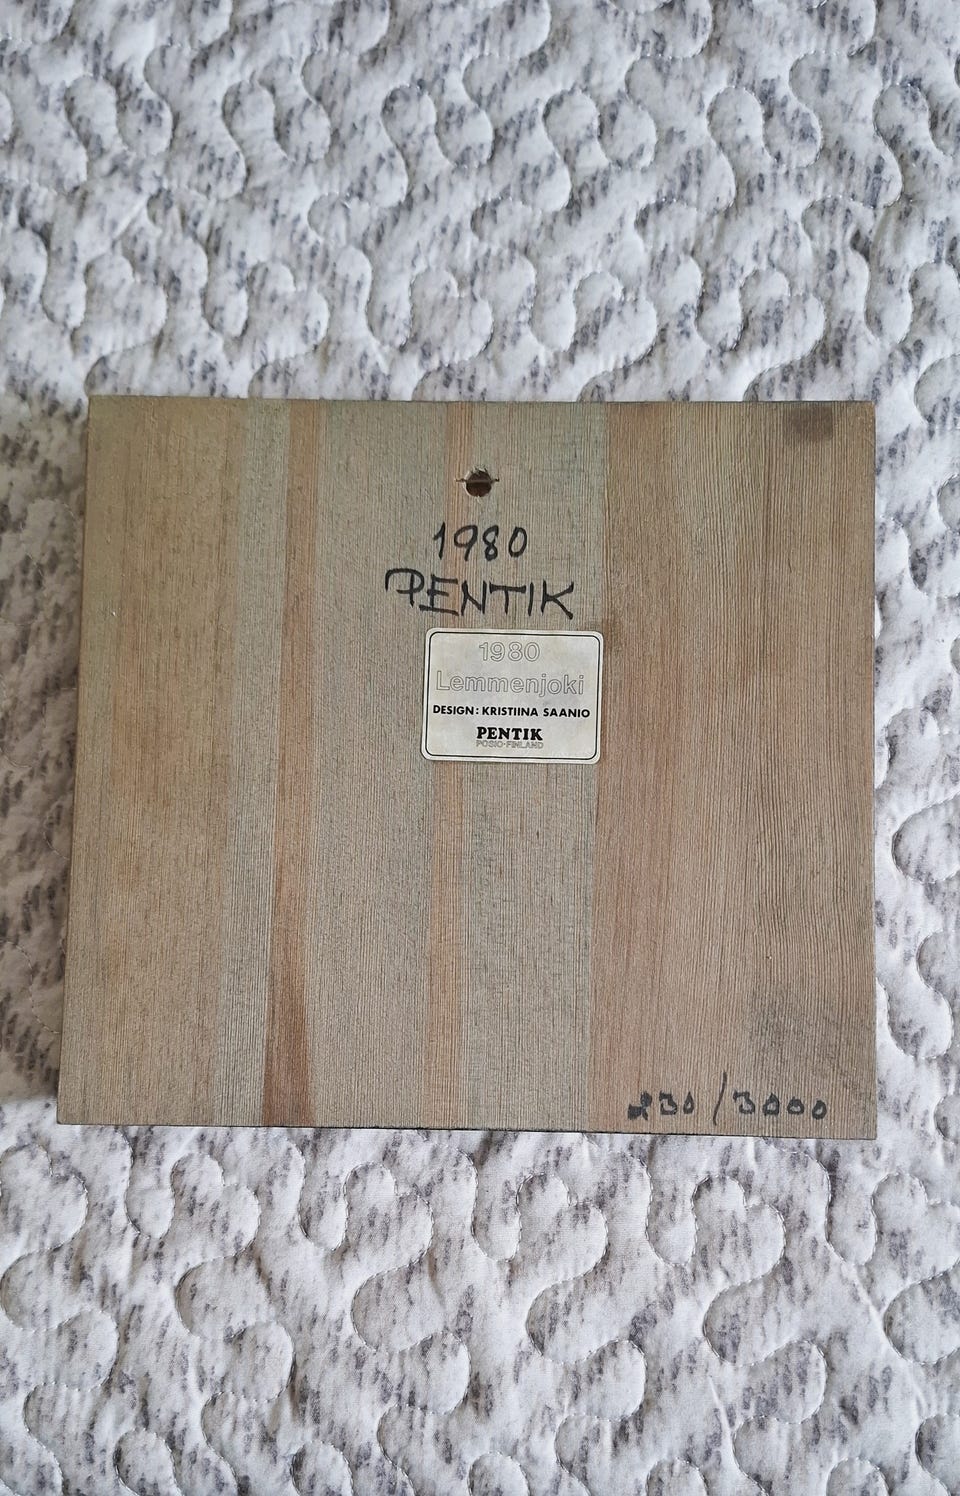 1980
PENTIK
1980
Lemmenjoki
DESIGN: KRISTIINA SAANIO
PENTIK
POSIO-FINLAND
230/3000